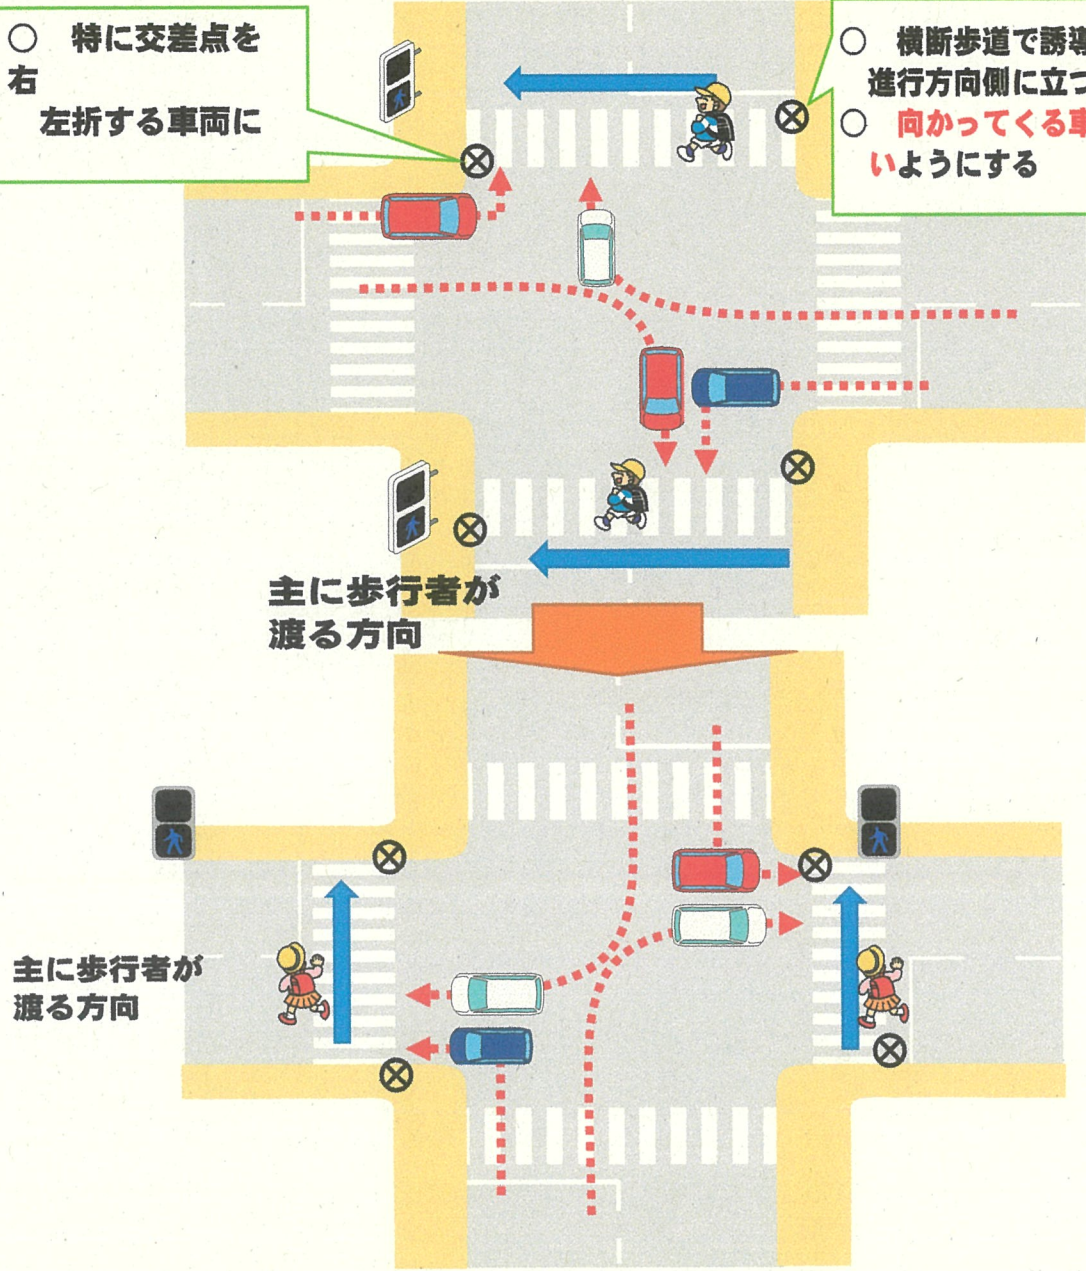 ○ 特に交差点を
右
左折する車両に
○ 横断歩道で誘導
進行方向側に立つ
○ 向かってくる車
いようにする
主に歩行者が
渡る方向
主に歩行者が
渡る方向